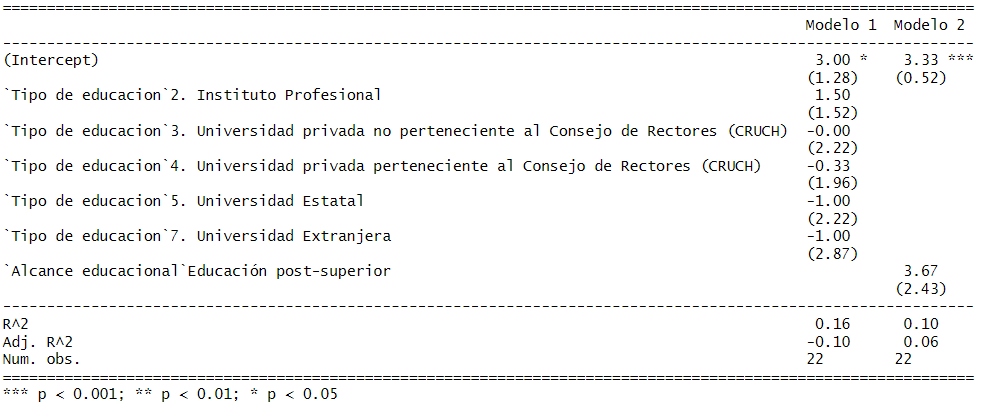 ================================================================================================================
Modelo 1 Modelo 2
----------------------------------------------------------------------------------------------------------------
(Intercept) 3.00 * 3.33 ***
(1.28) (0.52)
`Tipo de educacion`2. Instituto Profesional 1.50
(1.52)
`Tipo de educacion`3. Universidad privada no perteneciente al Consejo de Rectores (CRUCH) -0.00
(2.22)
`Tipo de educacion`4. Universidad privada perteneciente al Consejo de Rectores (CRUCH) -0.33
(1.96)
`Tipo de educacion`5. Universidad Estatal -1.00
(2.22)
`Tipo de educacion`7. Universidad Extranjera -1.00
(2.87)
`Alcance educacional`Educación post-superior 3.67
(2.43)
----------------------------------------------------------------------------------------------------------------
R^2 0.16 0.10
Adj. R^2 -0.10 0.06
Num. obs. 22 22
================================================================================================================
*** p < 0.001; ** p < 0.01; * p < 0.05